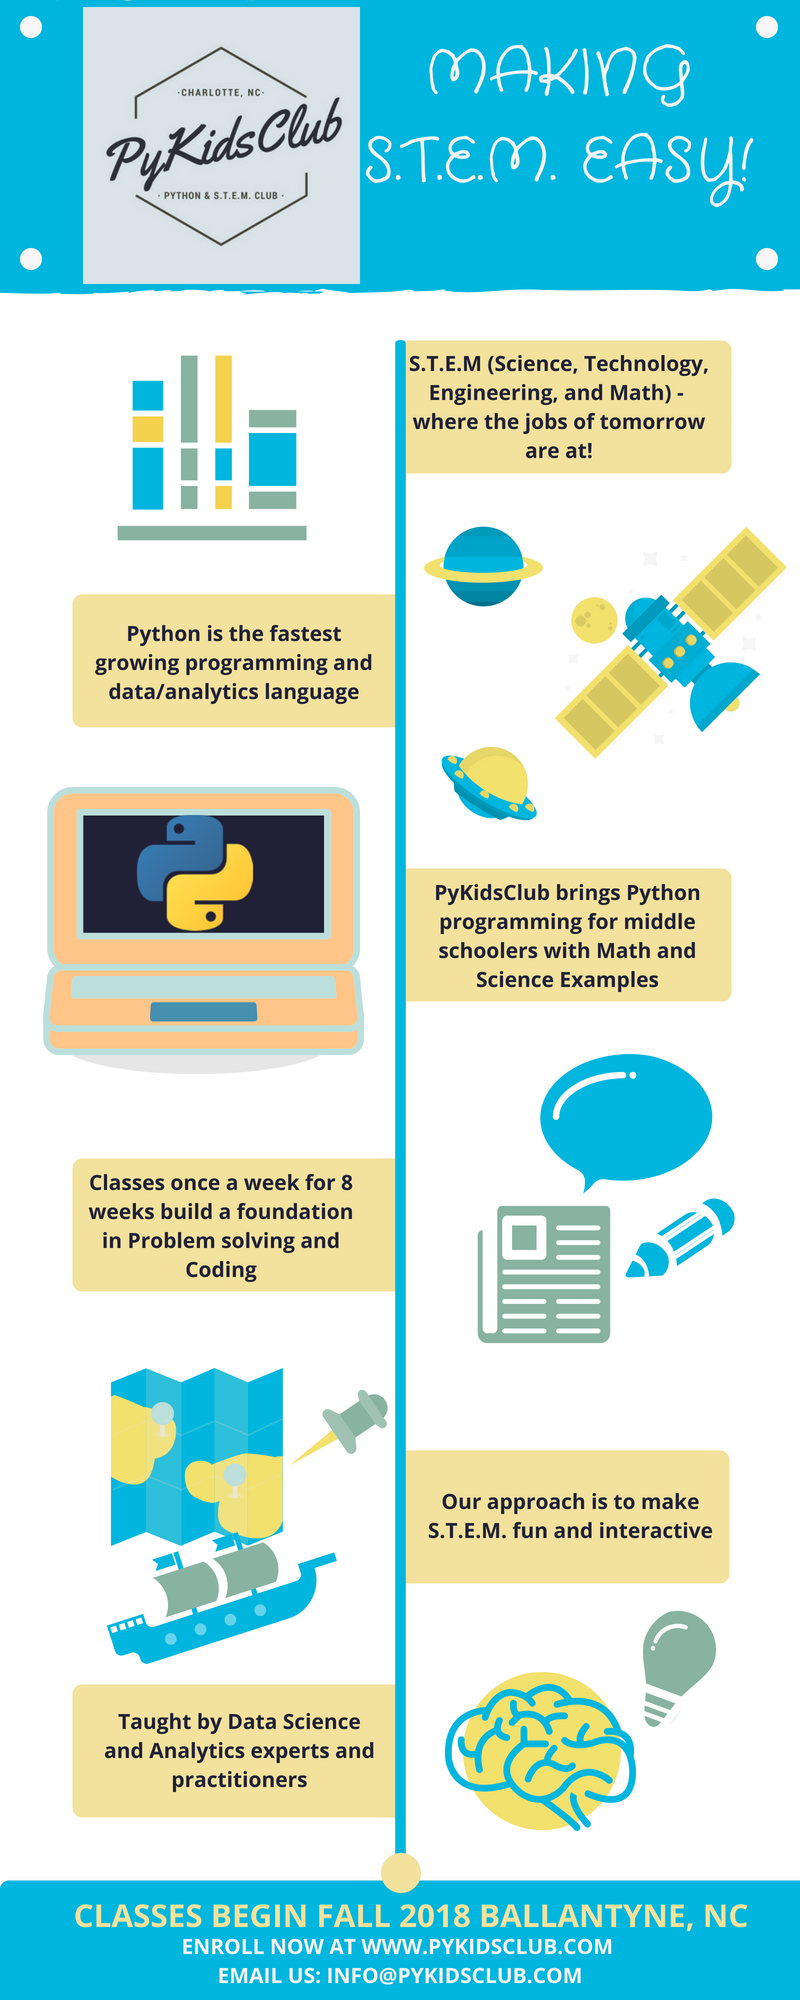 ·CHARLOTTE, NC·
PyKidsClub
· PYTHON & S.T.E.M. CLUB ·
MAKING
S.T.E.M. EASY!
S.T.E.M (Science, Technology,
Engineering, and Math) -
where the jobs of tomorrow
are at!
Python is the fastest
growing programming and
data/analytics language
PyKidsClub brings Python
programming for middle
schoolers with Math and
Science Examples
Classes once a week for 8
weeks build a foundation
in Problem solving and
Coding
Our approach is to make
S.T.E.M. fun and interactive
Taught by Data Science
and Analytics experts and
practitioners
CLASSES BEGIN FALL 2018 BALLANTYNE, NC
ENROLL NOW AT WWW.PYKIDSCLUB.COM
EMAIL US: INFO@PYKIDSCLUB.COM